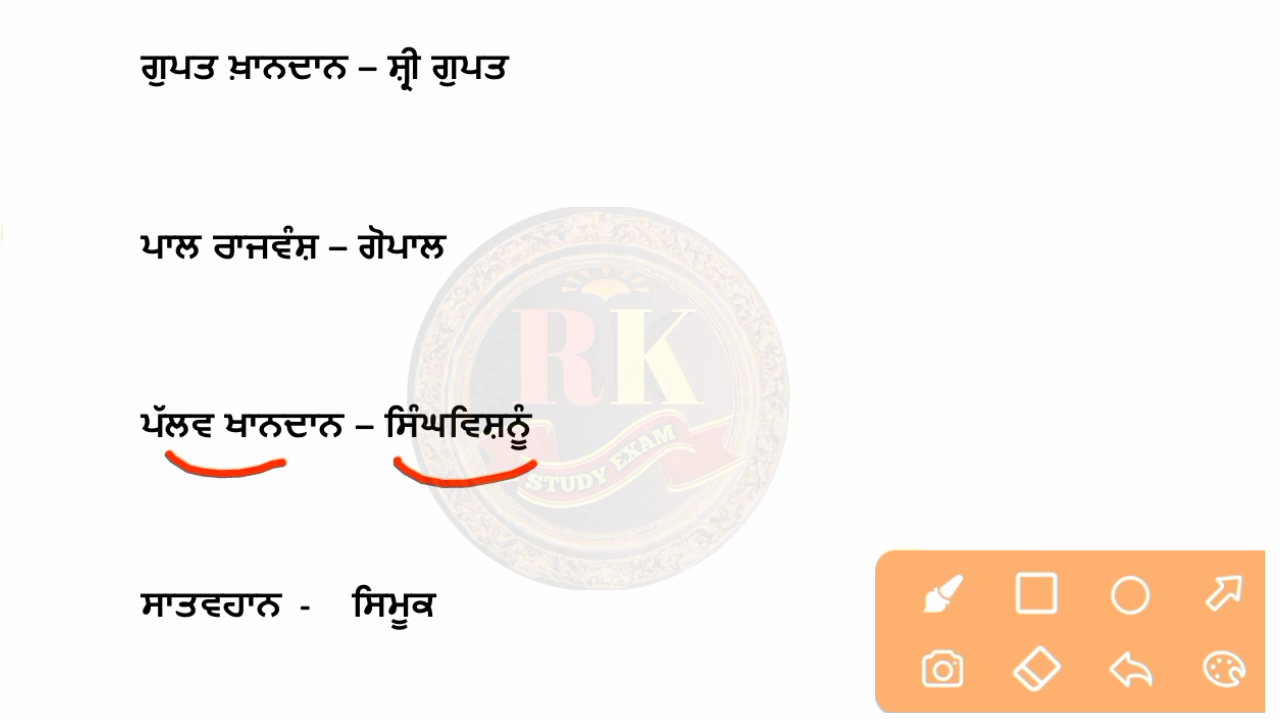 ਗੁਪਤ ਖ਼ਾਨਦਾਨ – ਸ਼੍ਰੀ ਗੁਪਤ
ਪਾਲ ਰਾਜਵੰਸ਼ – ਗੋਪਾਲ
RK
STUDY EXAM
ਪੱਲਵ ਖਾਨਦਾਨ – ਸਿੰਘਵਿਸ਼ਨੂੰ
ਸਾਤਵਹਾਨ - ਸਿਮੂਕ